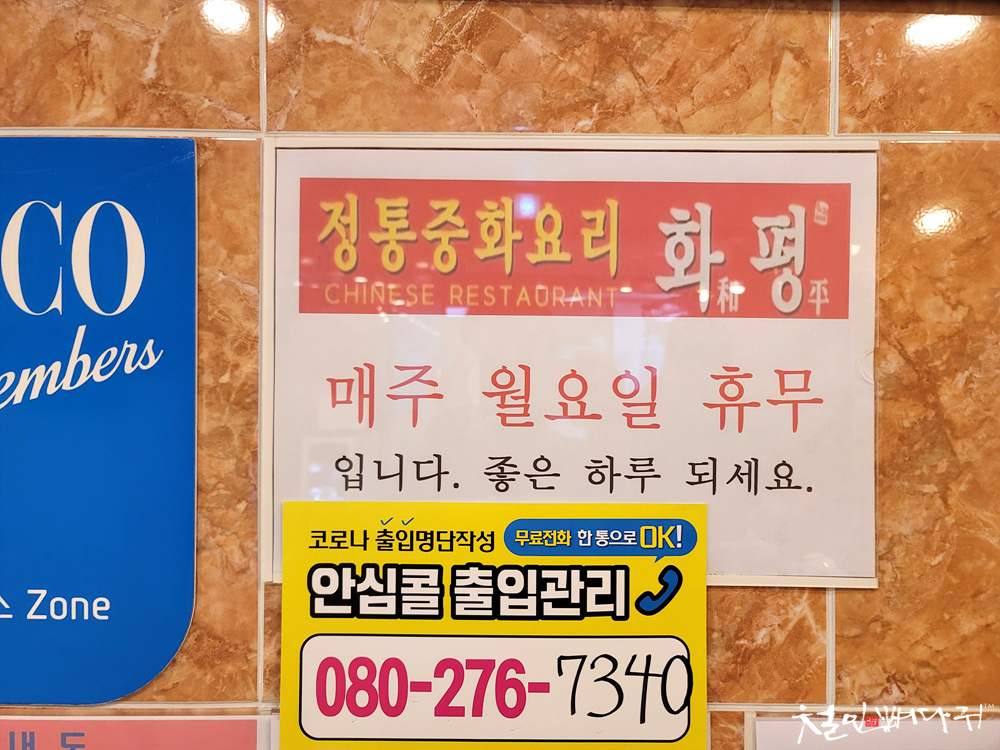 정통중화요리 화평
CHINESE RESTAURANT 和 平
매주 월요일 휴무
입니다. 좋은 하루 되세요.
CO
embers
스 Zone
코로나 출입명단작성 무료전화 한 통으로 OK!
안심콜 출입관리
080-276-7340